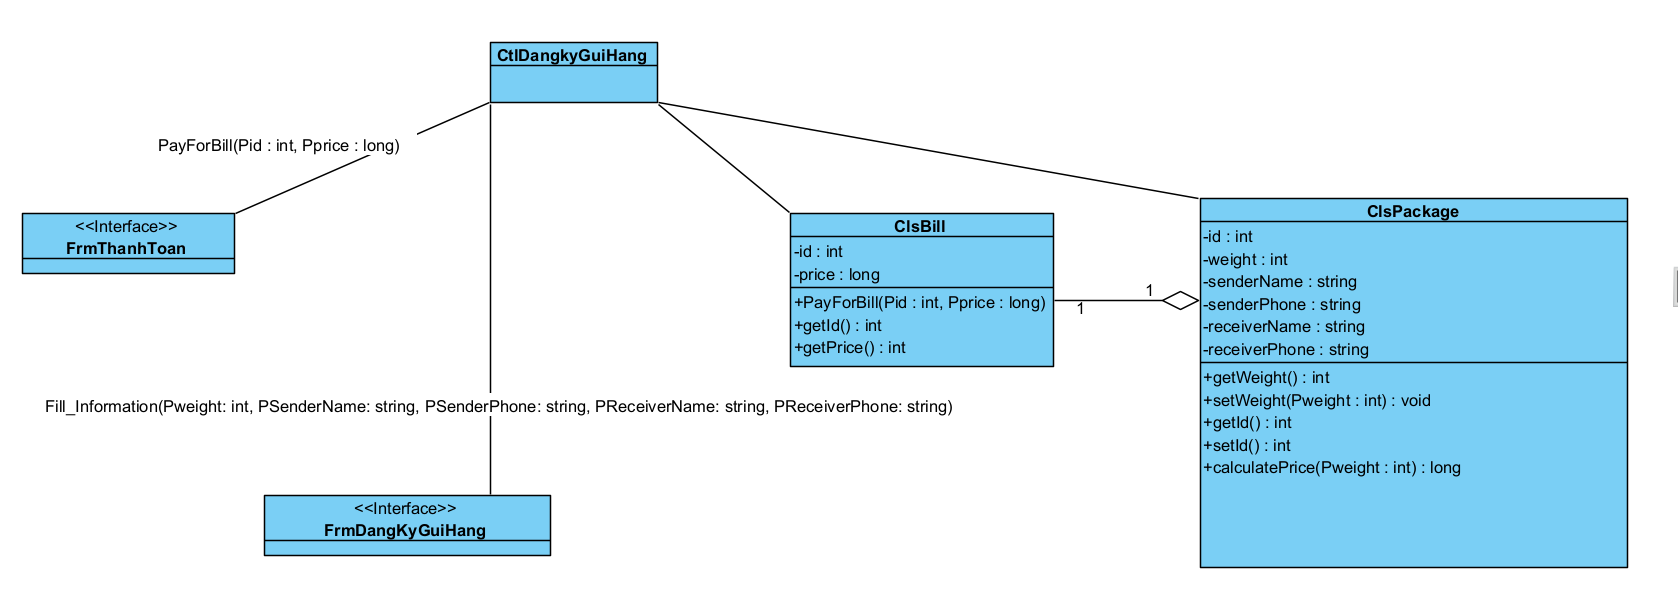 CtlDangkyGuiHang
PayForBill(Pid : int, Pprice : long)
<<Interface>>
FrmThanhToan
ClsBill
-id : int
-price : long
+PayForBill(Pid : int, Pprice : long)
+getId() : int
+getPrice() : int
1
1
ClsPackage
-id : int
-weight : int
-senderName : string
-senderPhone : string
-receiverName : string
-receiverPhone : string
+getWeight() : int
+setWeight(Pweight : int) : void
+getId() : int
+setId() : int
+calculatePrice(Pweight : int) : long
Fill_Information(Pweight: int, PSenderName: string, PSenderPhone: string, PReceiverName: string, PReceiverPhone: string)
<<Interface>>
FrmDangKyGuiHang